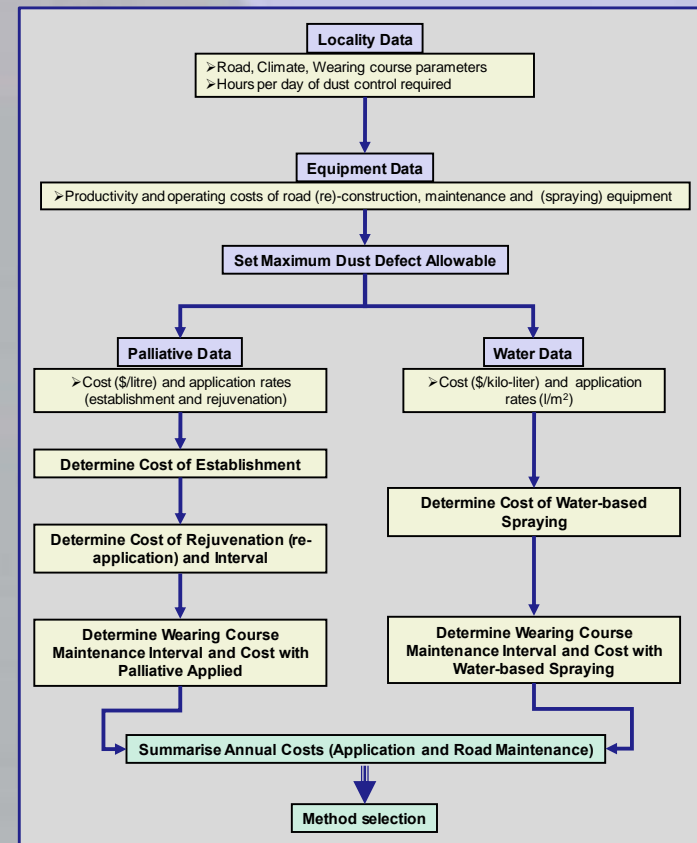 Locality Data
➢Road, Climate, Wearing course parameters
➢Hours per day of dust control required
Equipment Data
➢Productivity and operating costs of road (re)-construction, maintenance and (spraying) equipment
Set Maximum Dust Defect Allowable
Palliative Data
➢Cost ($/litre) and application rates
(establishment and rejuvenation)
Determine Cost of Establishment
Determine Cost of Rejuvenation (re-
application) and Interval
Determine Wearing Course
Maintenance Interval and Cost with
Palliative Applied
Water Data
➢Cost ($/kilo-liter) and application
rates (l/m²)
Determine Cost of Water-based
Spraying
Determine Wearing Course
Maintenance Interval and Cost with
Water-based Spraying
Summarise Annual Costs (Application and Road Maintenance)
Method selection